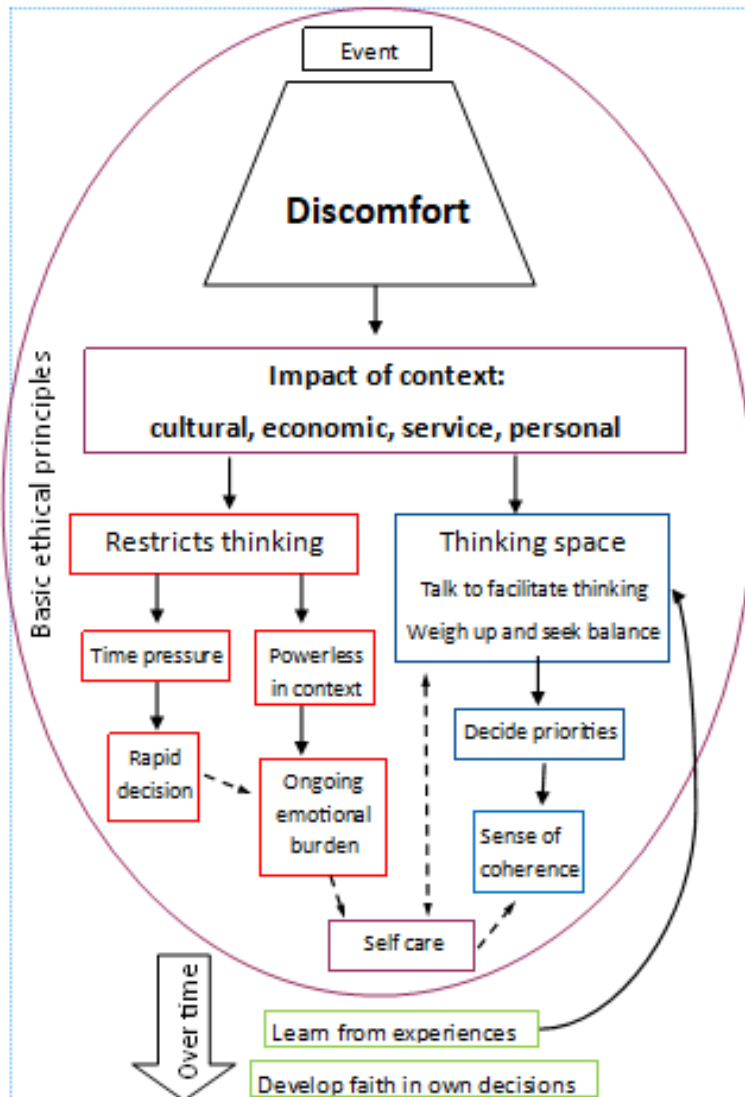 Event
Discomfort
Impact of context:
cultural, economic, service, personal
Basic ethical principles
Restricts thinking
Thinking space
Talk to facilitate thinking
Weigh up and seek balance
Time pressure
Powerless
in context
Decide priorities
Rapid
decision
Ongoing
emotional
burden
Sense of
coherence
Self care
Over time
Learn from experiences
Develop faith in own decisions